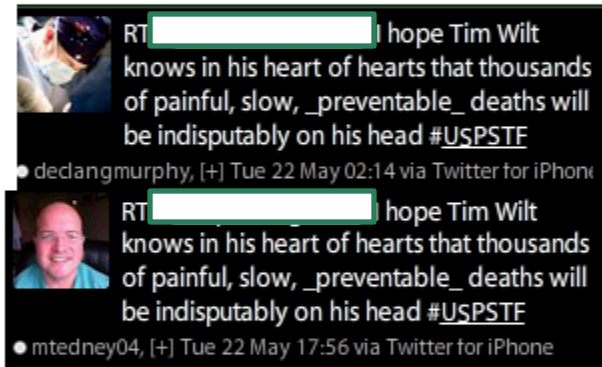 RT I hope Tim Wilt
knows in his heart of hearts that thousands
of painful, slow, _preventable_ deaths will
be indisputably on his head #USPSTF
declangmurphy, [+] Tue 22 May 02:14 via Twitter for iPhone
RT I hope Tim Wilt
knows in his heart of hearts that thousands
of painful, slow, _preventable_ deaths will
be indisputably on his head #USPSTF
mtedney04, [+] Tue 22 May 17:56 via Twitter for iPhone